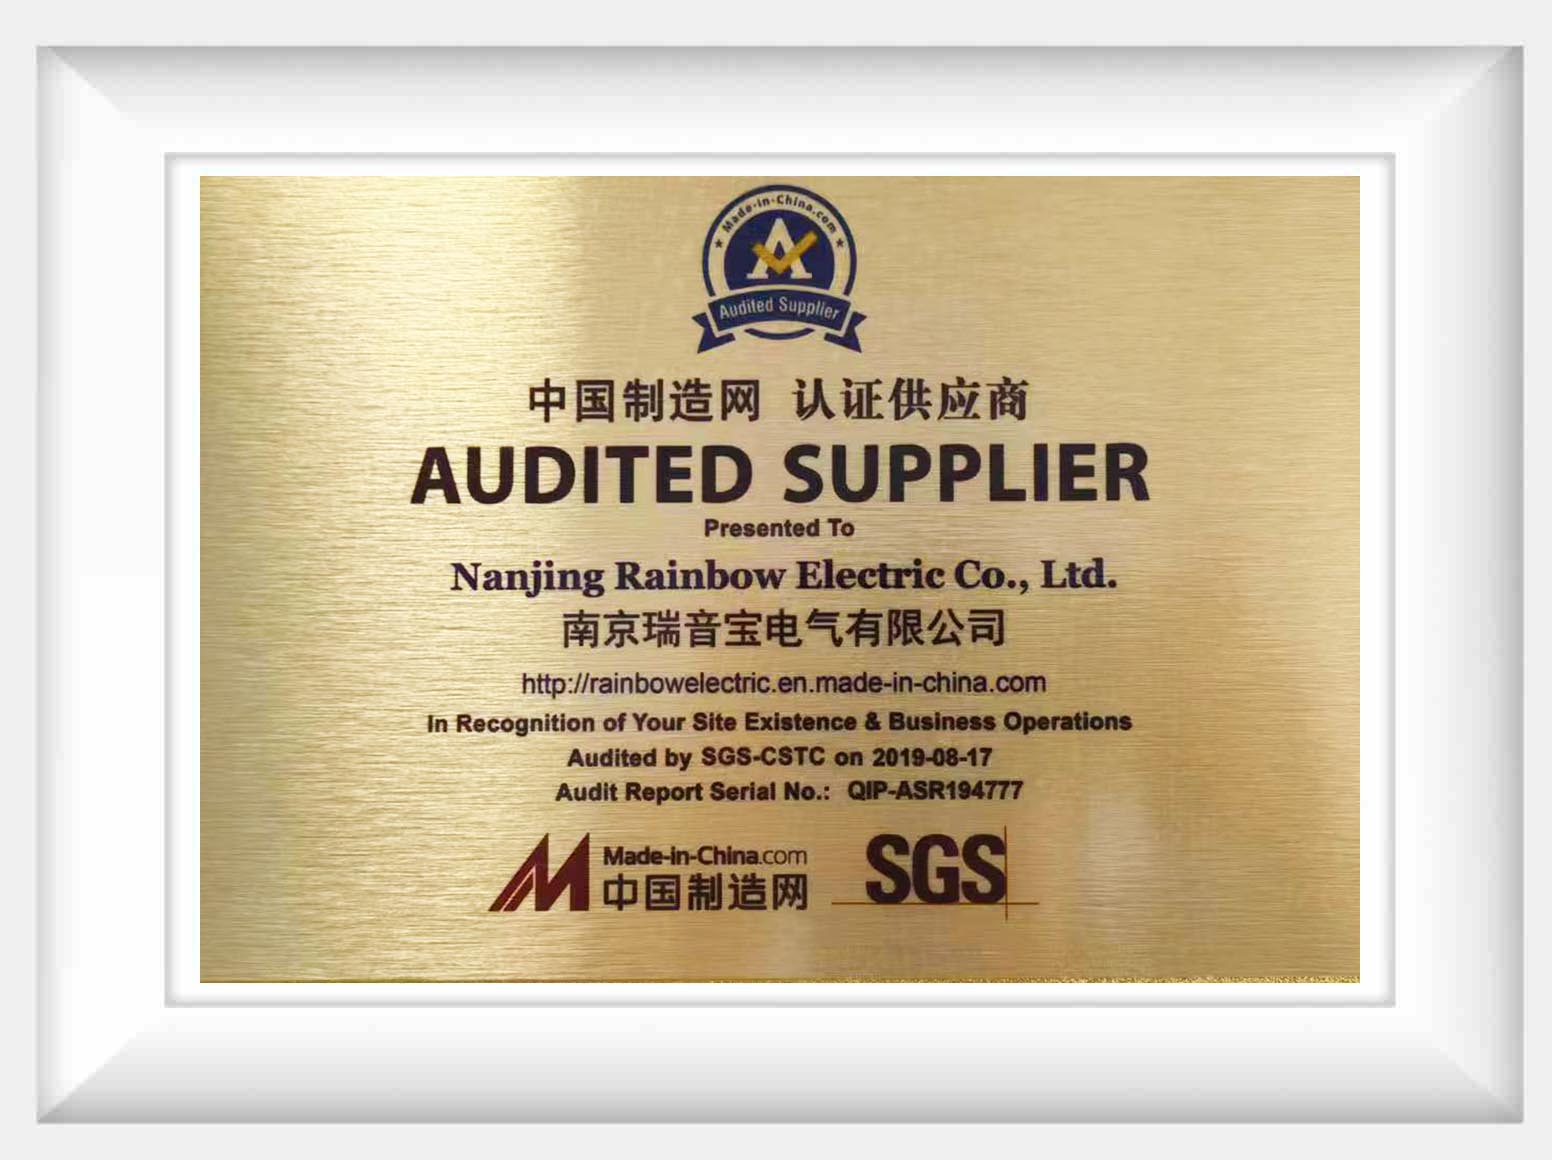 Made-in-China.com
A
Audited Supplier
中国制造网 认证供应商
AUDITED SUPPLIER
Presented To
Nanjing Rainbow Electric Co., Ltd.
南京瑞音宝电气有限公司
http://rainbowelectric.en.made-in-china.com
In Recognition of Your Site Existence & Business Operations
Audited by SGS-CSTC on 2019-08-17
Audit Report Serial No.: QIP-ASR194777
Made-in-China.com
中国制造网
SGS